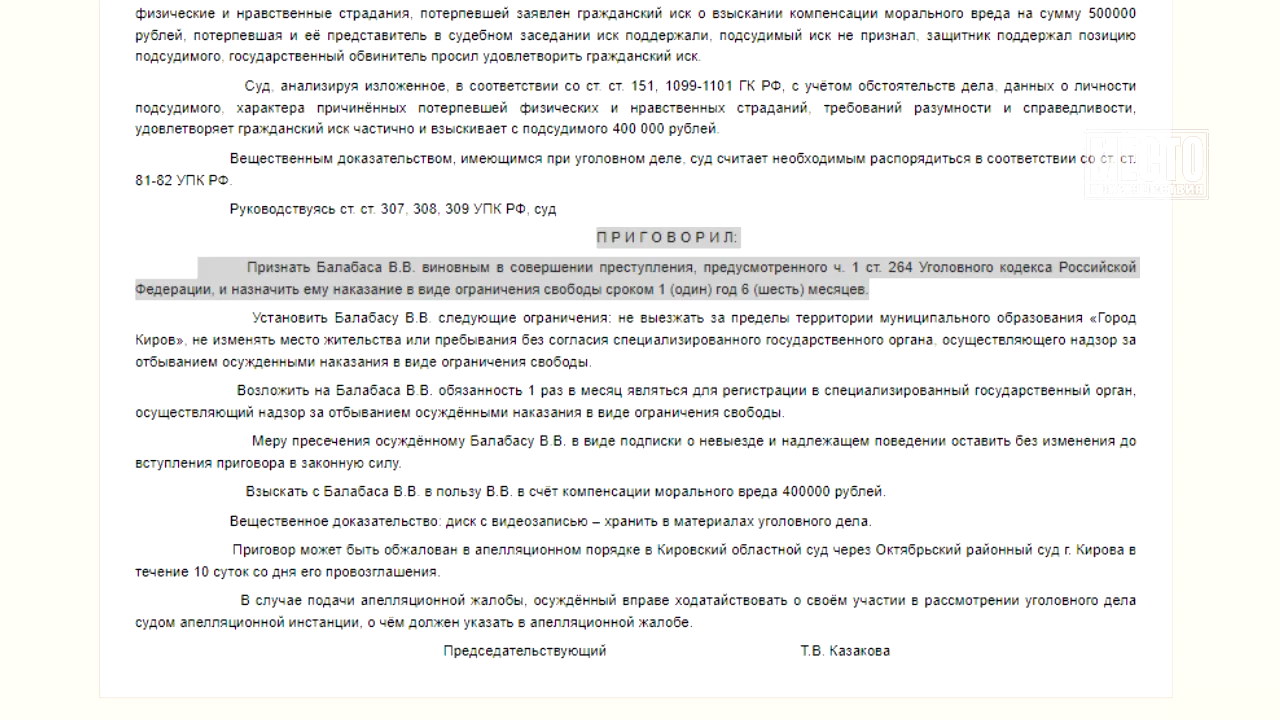 физические и нравственные страдания, потерпевшей заявлен гражданский иск о взыскании компенсации морального вреда на сумму 500000
рублей, потерпевшая и её представитель в судебном заседании иск поддержали, подсудимый иск не признал, защитник поддержал позицию
подсудимого, государственный обвинитель просил удовлетворить гражданский иск.
Суд, анализируя изложенное, в соответствии со ст. ст. 151, 1099-1101 ГК РФ, с учётом обстоятельств дела, данных о личности
подсудимого, характера причинённых потерпевшей физических и нравственных страданий, требований разумности и справедливости,
удовлетворяет гражданский иск частично и взыскивает с подсудимого 400 000 рублей.
Вещественным доказательством, имеющимся при уголовном деле, суд считает необходимым распорядиться в соответствии со ст. ст.
81-82 УПК РФ.
Руководствуясь ст. ст. 307, 308, 309 УПК РФ, суд
П Р И Г О В О Р И Л:
Признать Балабаса В.В. виновным в совершении преступления, предусмотренного ч. 1 ст. 264 Уголовного кодекса Российской
Федерации, и назначить ему наказание в виде ограничения свободы сроком 1 (один) год 6 (шесть) месяцев.
Установить Балабасу В.В. следующие ограничения: не выезжать за пределы территории муниципального образования «Город
Киров», не изменять место жительства или пребывания без согласия специализированного государственного органа, осуществляющего надзор за
отбыванием осужденными наказания в виде ограничения свободы.
Возложить на Балабаса В.В. обязанность 1 раз в месяц являться для регистрации в специализированный государственный орган,
осуществляющий надзор за отбыванием осуждёнными наказания в виде ограничения свободы.
Меру пресечения осуждённому Балабасу В.В. в виде подписки о невыезде и надлежащем поведении оставить без изменения до
вступления приговора в законную силу.
Взыскать с Балабаса В.В. в пользу В.В. в счёт компенсации морального вреда 400000 рублей.
Вещественное доказательство: диск с видеозаписью – хранить в материалах уголовного дела.
Приговор может быть обжалован в апелляционном порядке в Кировский областной суд через Октябрьский районный суд г. Кирова в
течение 10 суток со дня его провозглашения.
В случае подачи апелляционной жалобы, осуждённый вправе ходатайствовать о своём участии в рассмотрении уголовного дела
судом апелляционной инстанции, о чём должен указать в апелляционной жалобе.
Председательствующий Т.В. Казакова